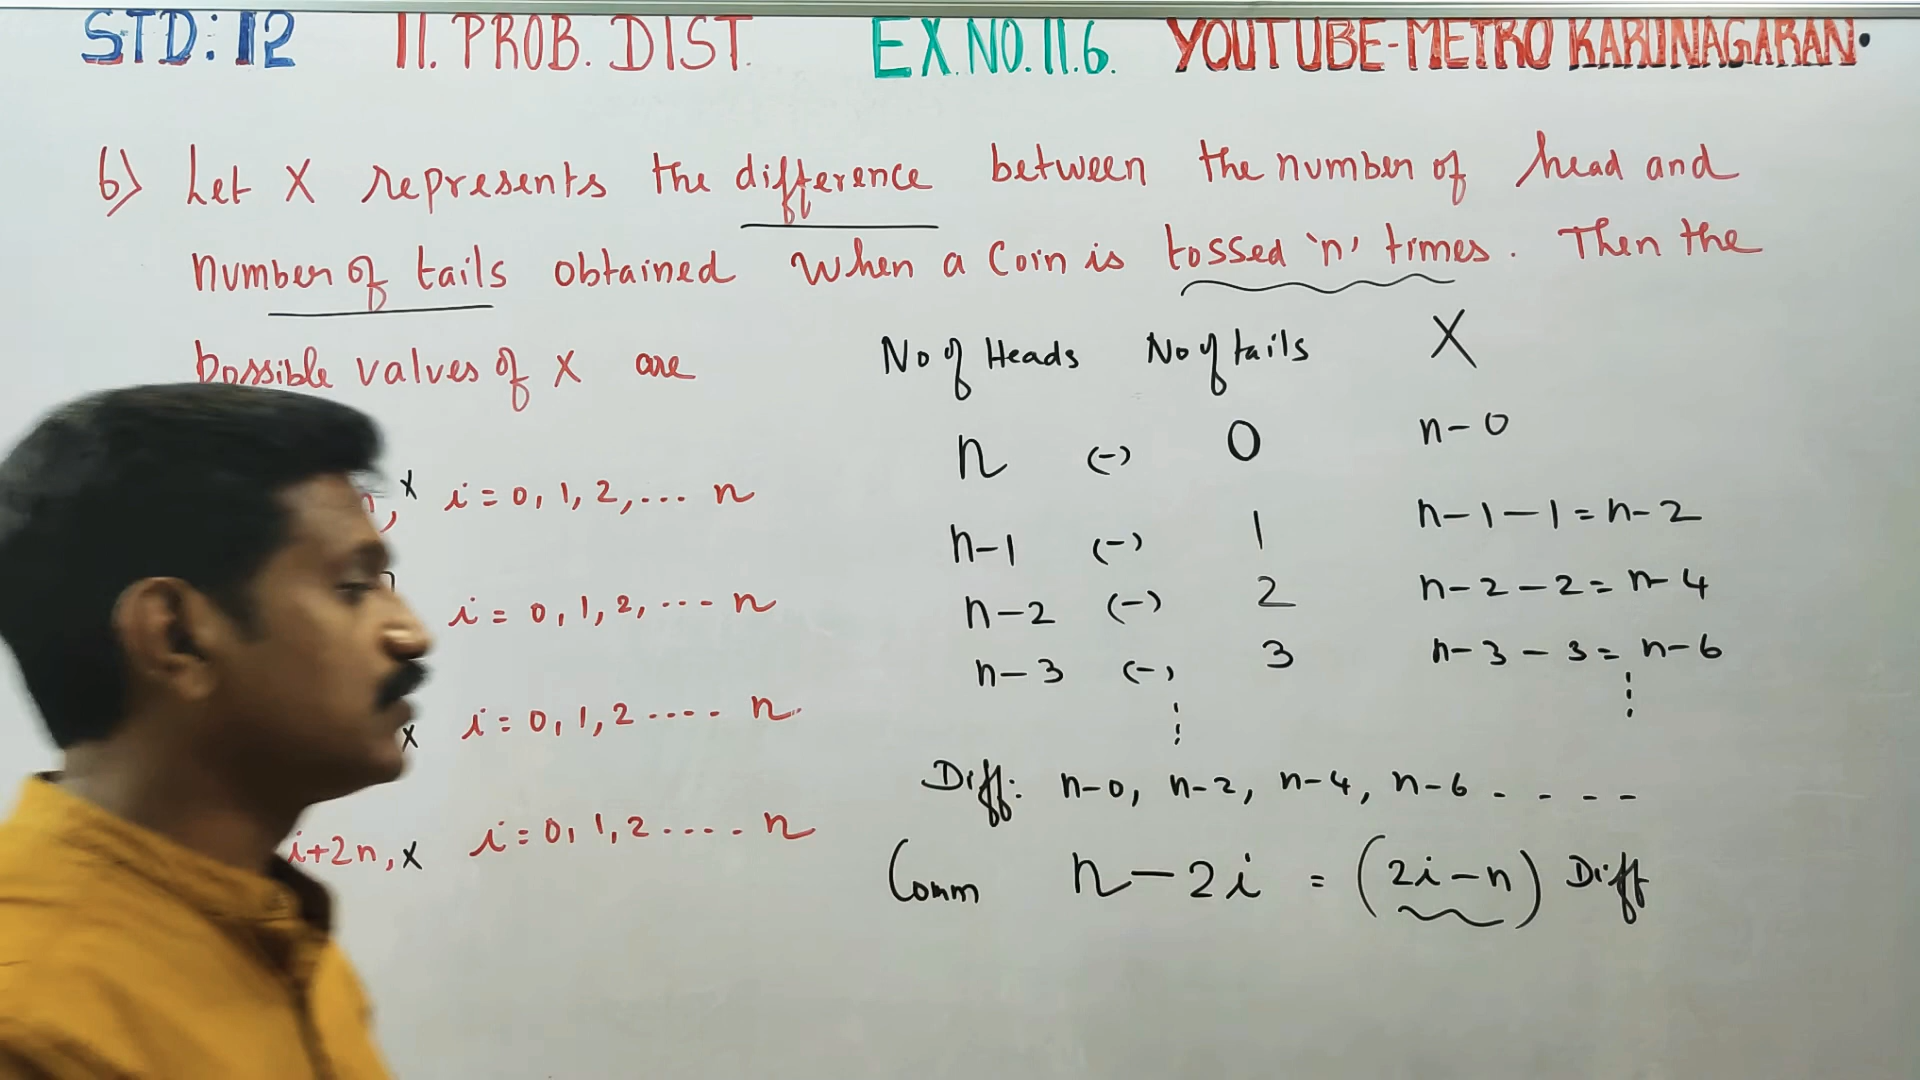 STD: 12 11. PROB. DIST. EX.NO.11.6. YOUTUBE-METRO KARUNAGARAN.
6) Let X represents the difference between the number of head and
number of tails obtained when a coin is tossed 'n' times. Then the
possible values of X are
No of Heads No of tails X
n (-) 0 n-0
x i=0,1,2,... n
n-1 (-) 1 n-1-1=n-2
i= 0,1,2,...- n
n-2 (-) 2 n-2-2= n-4
n-3 (-) 3 n-3-3= n-6
x i=0,1,2 .... n.
Diff: n-0, n-2, n-4, n-6 - - - -
i+2n, x i=0,1,2..... n
Comm n-2i = (2i-n) Diff